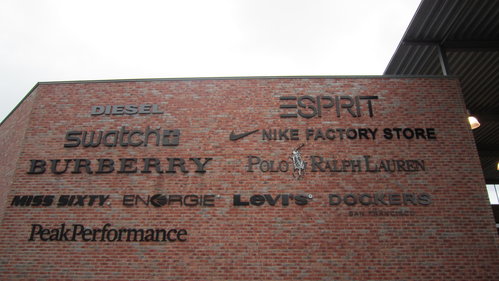 DIESEL
ESPRIT
swatch
NIKE FACTORY STORE
BURBERRY
POLO RALPH LAUREN
MISS SIXTY
ENERGIE
LEVI'S
DOCKERS
SAN FRANCISCO
PeakPerformance